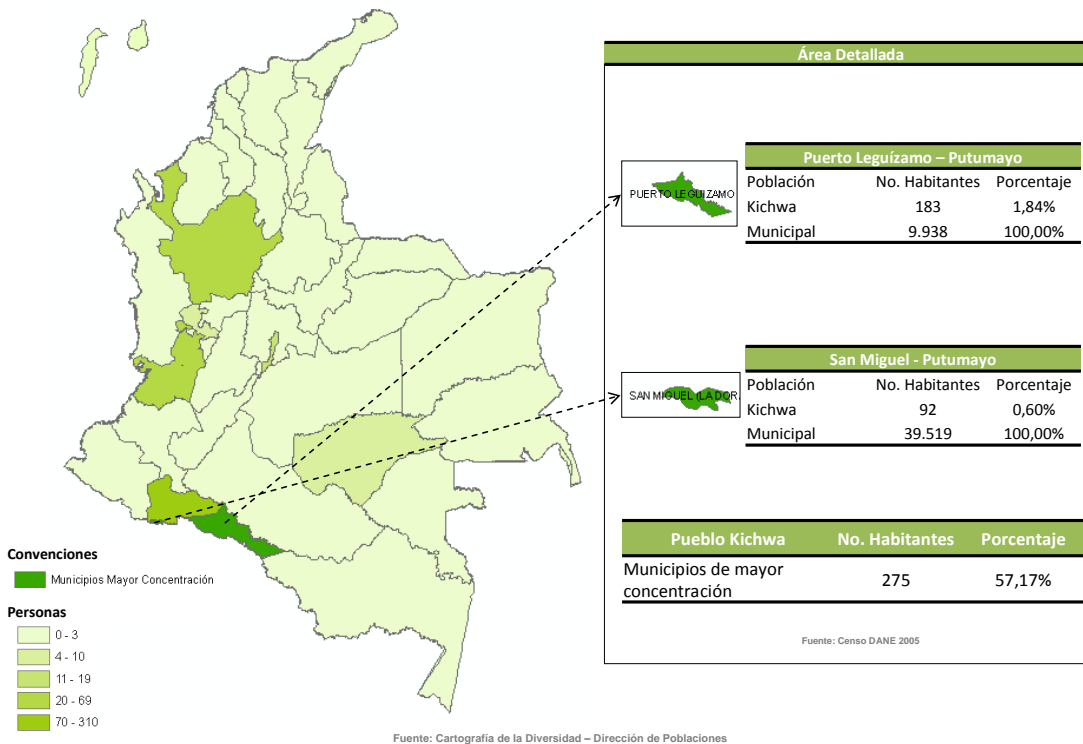 Área Detallada
PUERTO LEGUÍZAMO
Puerto Leguízamo – Putumayo
Población No. Habitantes Porcentaje
Kichwa 183 1,84%
Municipal 9.938 100,00%
SAN MIGUEL (LA DOR
San Miguel - Putumayo
Población No. Habitantes Porcentaje
Kichwa 92 0,60%
Municipal 39.519 100,00%
Pueblo Kichwa No. Habitantes Porcentaje
Municipios de mayor
concentración 275 57,17%
Fuente: Censo DANE 2005
Convenciones
Municipios Mayor Concentración
Personas
0 - 3
4 - 10
11 - 19
20 - 69
70 - 310
Fuente: Cartografía de la Diversidad – Dirección de Poblaciones